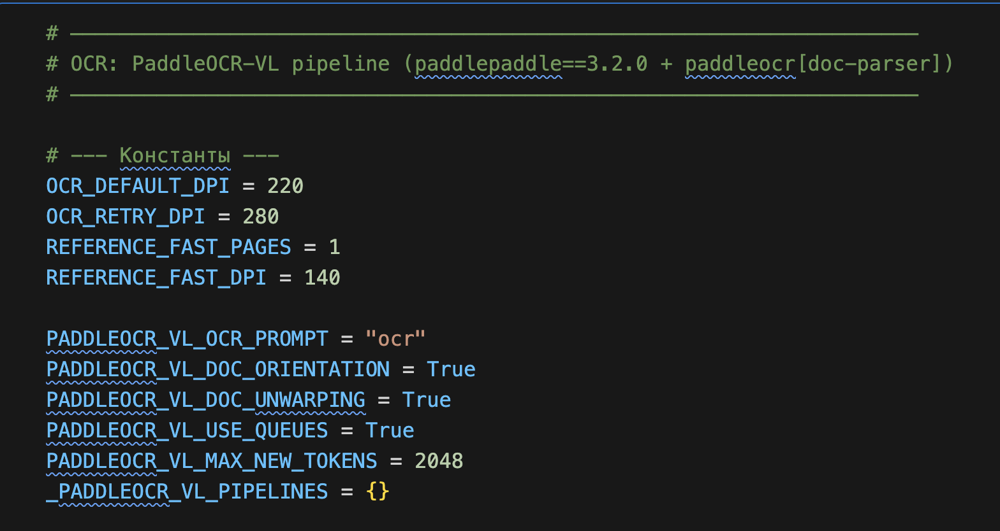 # ──────────────────────────────────────────────────────────────────────
# OCR: PaddleOCR-VL pipeline (paddlepaddle==3.2.0 + paddleocr[doc-parser])
# ──────────────────────────────────────────────────────────────────────
# --- Константы ---
OCR_DEFAULT_DPI = 220
OCR_RETRY_DPI = 280
REFERENCE_FAST_PAGES = 1
REFERENCE_FAST_DPI = 140
PADDLEOCR_VL_OCR_PROMPT = "ocr"
PADDLEOCR_VL_DOC_ORIENTATION = True
PADDLEOCR_VL_DOC_UNWARPING = True
PADDLEOCR_VL_USE_QUEUES = True
PADDLEOCR_VL_MAX_NEW_TOKENS = 2048
_PADDLEOCR_VL_PIPELINES = {}